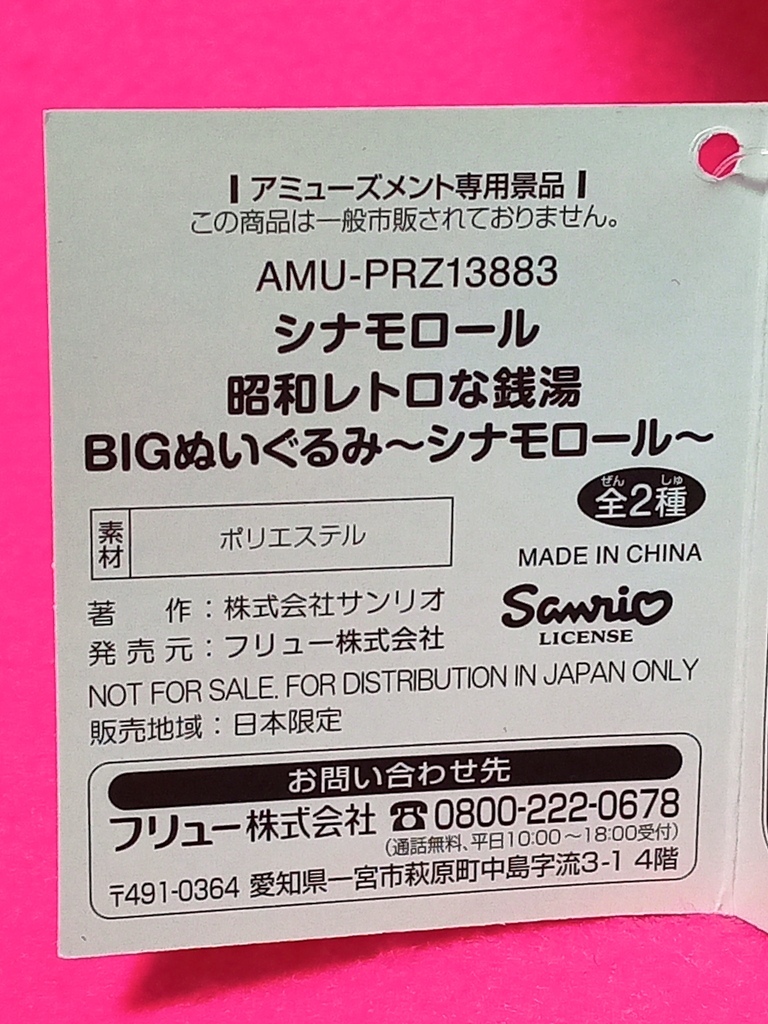 アミューズメント専用景品
この商品は一般市販されておりません。
AMU-PRZ13883
シナモロール
昭和レトロな銭湯
BIGぬいぐるみ～シナモロール～
ぜん しゅ
全2種
素材 ポリエステル
MADE IN CHINA
著 作：株式会社サンリオ
Sanrio
発売元：フリュー株式会社
LICENSE
NOT FOR SALE. FOR DISTRIBUTION IN JAPAN ONLY
販売地域：日本限定
お問い合わせ先
フリュー株式会社 ☎0800-222-0678
(通話無料、平日10:00～18:00受付)
〒491-0364 愛知県一宮市萩原町中島字流3-1 4階